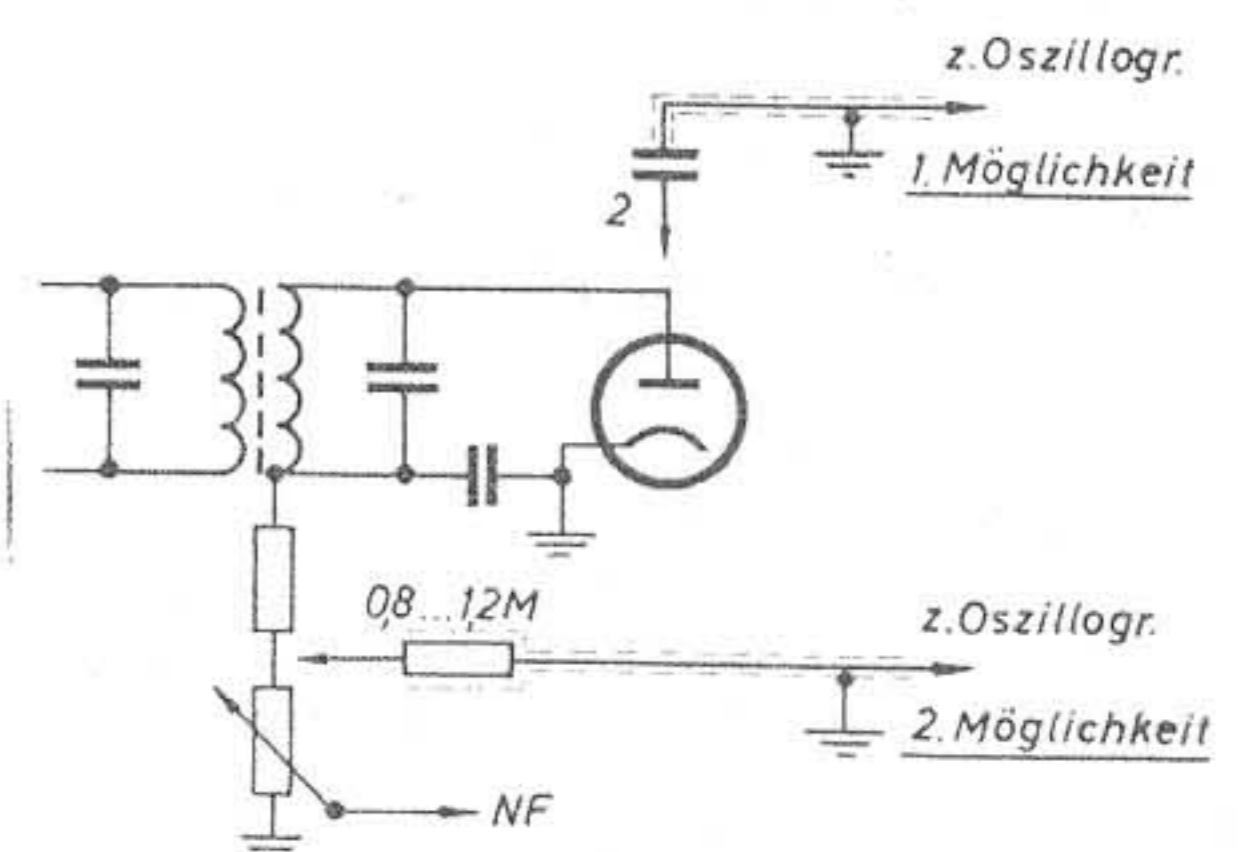 z.Oszillogr.
1. Möglichkeit
2
0,8...1,2M
z.Oszillogr.
2. Möglichkeit
NF